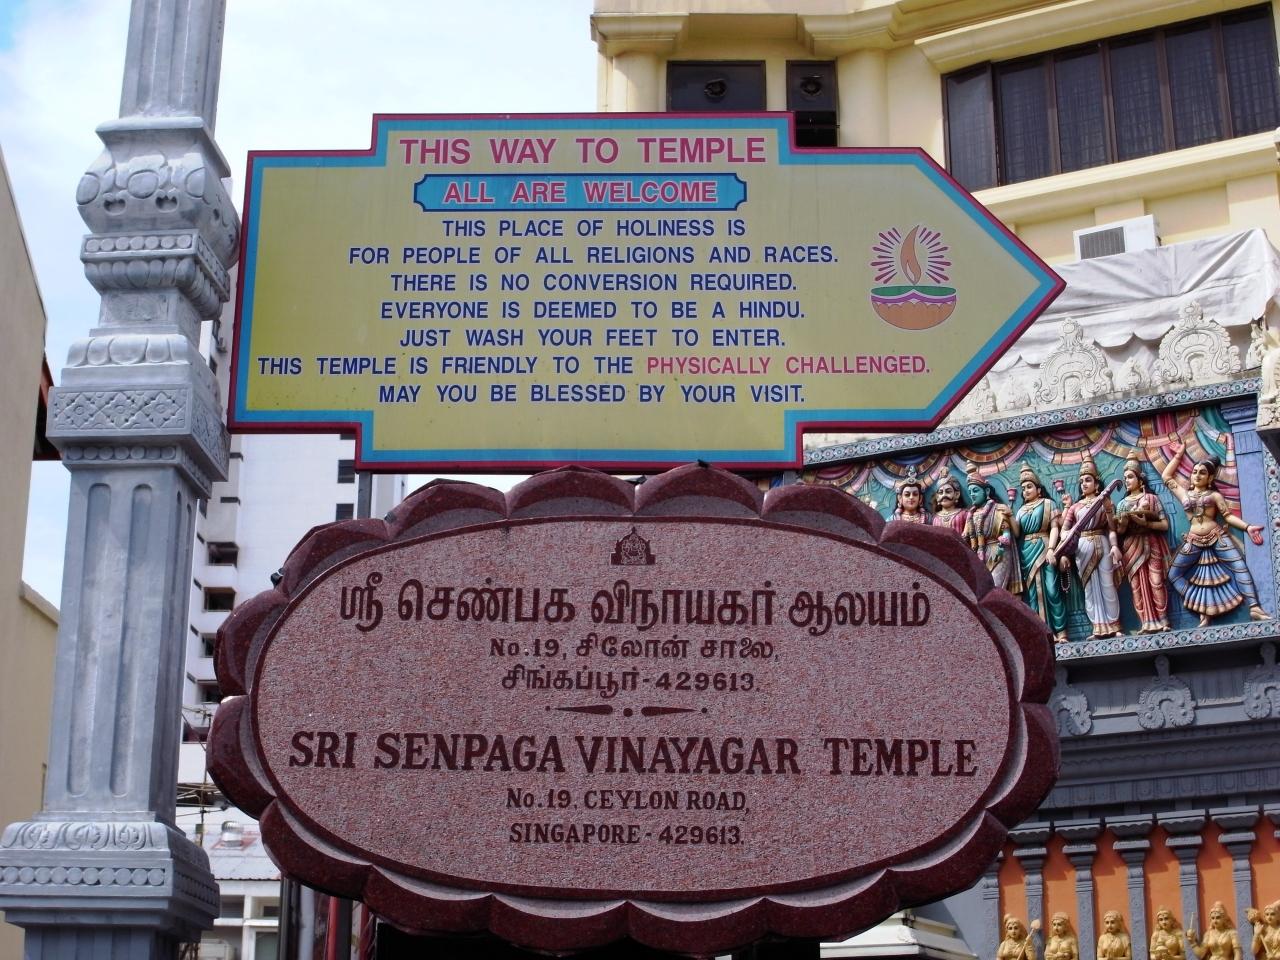 THIS WAY TO TEMPLE
ALL ARE WELCOME
THIS PLACE OF HOLINESS IS
FOR PEOPLE OF ALL RELIGIONS AND RACES.
THERE IS NO CONVERSION REQUIRED.
EVERYONE IS DEEMED TO BE A HINDU.
JUST WASH YOUR FEET TO ENTER.
THIS TEMPLE IS FRIENDLY TO THE PHYSICALLY CHALLENGED.
MAY YOU BE BLESSED BY YOUR VISIT.
ஸ்ரீ செண்பக விநாயகர் ஆலயம்
No.19, சிலோன் சாலை,
சிங்கப்பூர்-429613.
SRI SENPAGA VINAYAGAR TEMPLE
No.19, CEYLON ROAD,
SINGAPORE-429613.